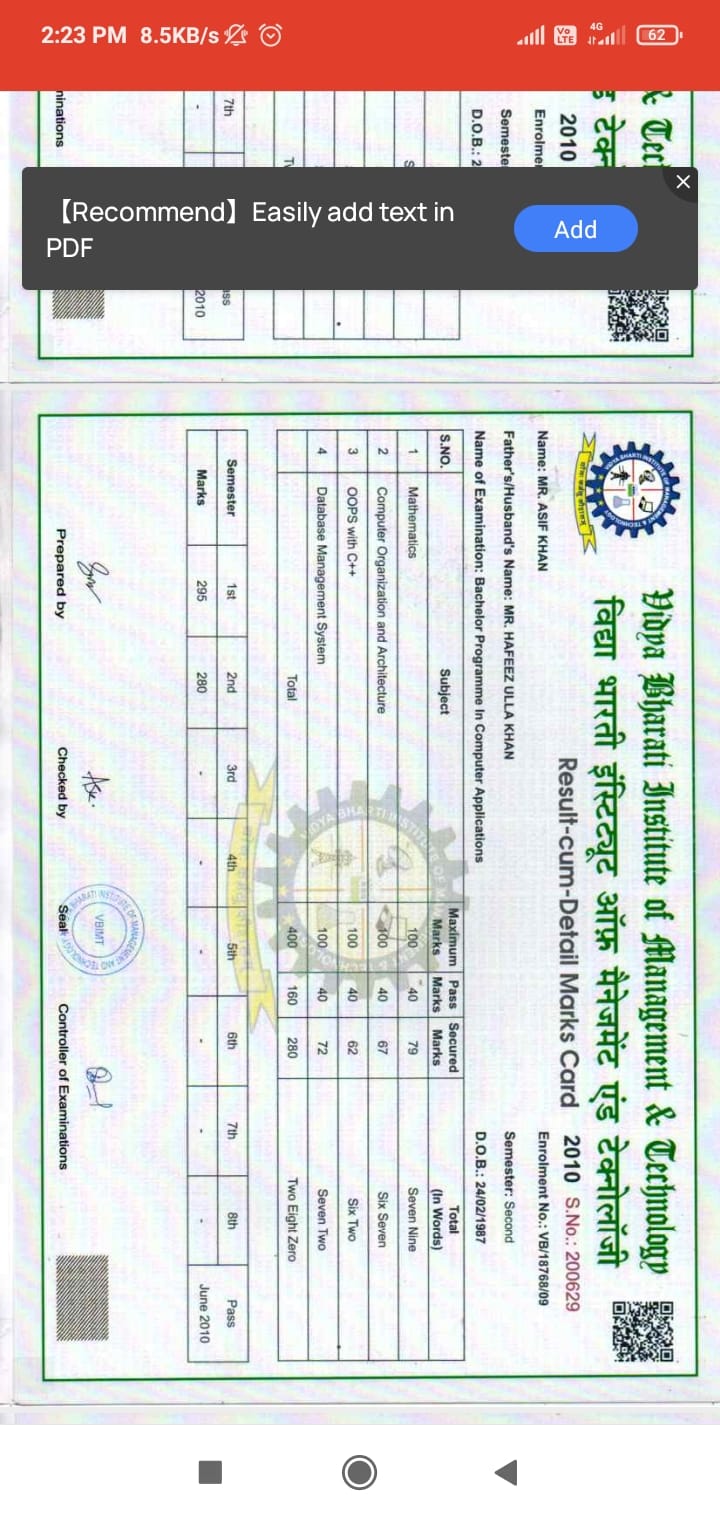 2:23 PM 8.5KB/s
Vo LTE 4G 62
& Tec
2010
Enrolme
Semeste
D.O.B.: 2
7th
-
2010
minations
【Recommend】Easily add text in
PDF
Add
Vidya Bharati Institute of Management & Technology
विद्या भारती इंस्टिट्यूट ऑफ़ मैनेजमेंट एंड टेक्नोलॉजी
Result-cum-Detail Marks Card 2010 S.No.: 200629
Name: MR. ASIF KHAN Enrolment No.: VB/18768/09
Father's/Husband's Name: MR. HAFEEZ ULLA KHAN Semester: Second
Name of Examination: Bachelor Programme In Computer Applications D.O.B.: 24/02/1987
S.NO. Subject Maximum Marks Pass Marks Secured Marks Total (In Words)
1 Mathematics 100 40 79 Seven Nine
2 Computer Organization and Architecture 100 40 67 Six Seven
3 OOPS with C++ 100 40 62 Six Two
4 Database Management System 100 40 72 Seven Two
Total 400 160 280 Two Eight Zero
Semester 1st 2nd 3rd 4th 5th 6th 7th 8th Pass
Marks 295 280 - - - - - - June 2010
VBIMT
Prepared by Checked by Seal Controller of Examinations